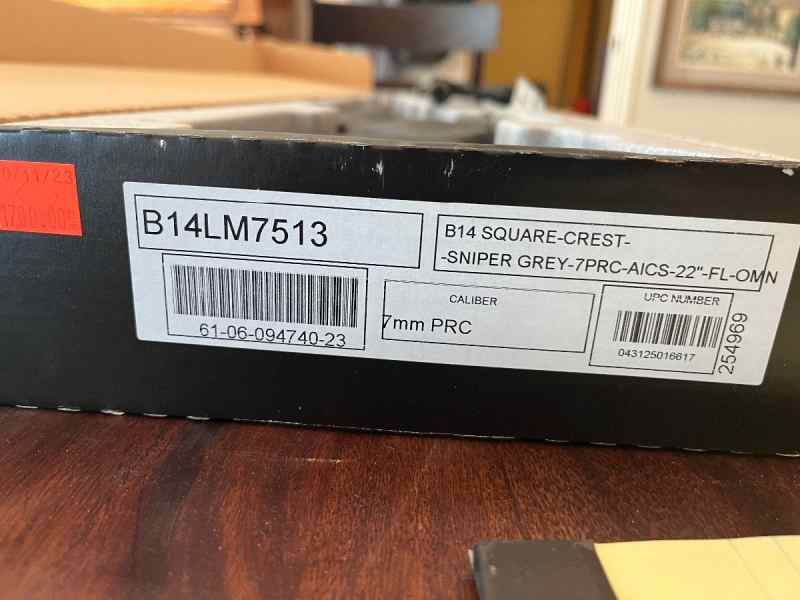 B14LM7513
B14 SQUARE-CREST-
-SNIPER GREY-7PRC-AICS-22"-FL-OMN
61-06-094740-23
CALIBER
7mm PRC
UPC NUMBER
043125016617
254969